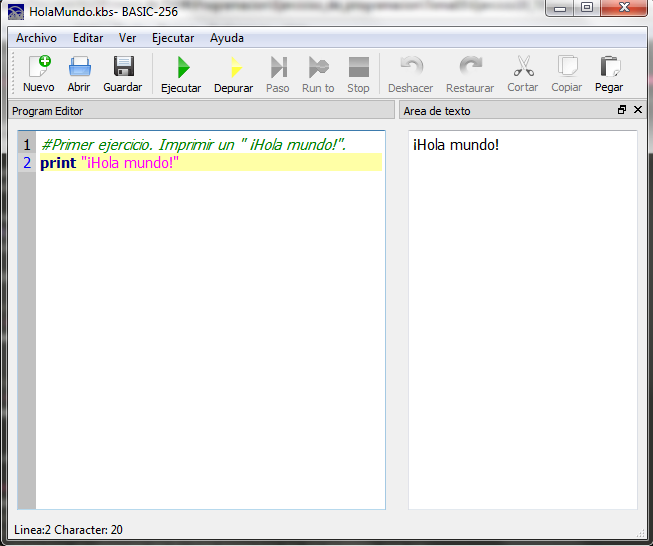 HolaMundo.kbs- BASIC-256
Archivo Editar Ver Ejecutar Ayuda
Nuevo Abrir Guardar Ejecutar Depurar Paso Run to Stop Deshacer Restaurar Cortar Copiar Pegar
Program Editor
Area de texto
1 #Primer ejercicio. Imprimir un " ¡Hola mundo!".
2 print "¡Hola mundo!"
¡Hola mundo!
Linea:2 Character: 20